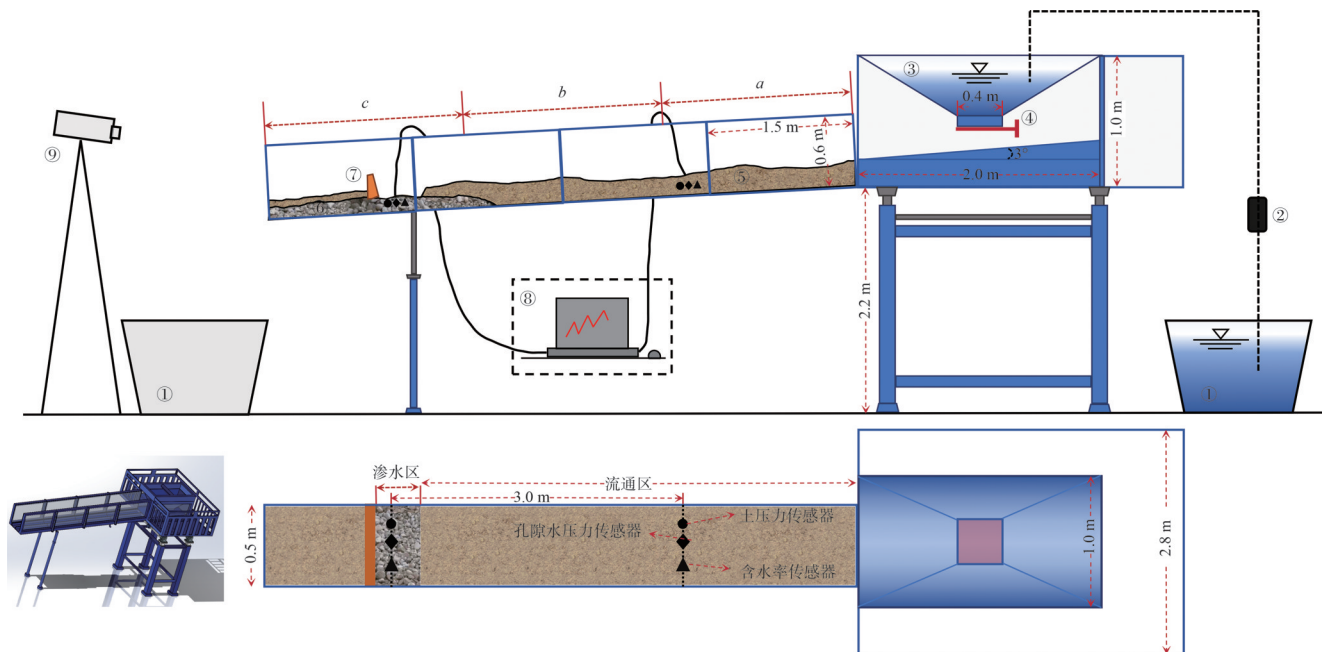 c
b
a
1.5 m
0.6 m
③
0.4 m
④
1.0 m
3°
2.0 m
⑨
⑦
5
6
②
⑧
2.2 m
①
①
渗水区
流通区
3.0 m
0.5 m
土压力传感器
孔隙水压力传感器
含水率传感器
1.0 m
2.8 m